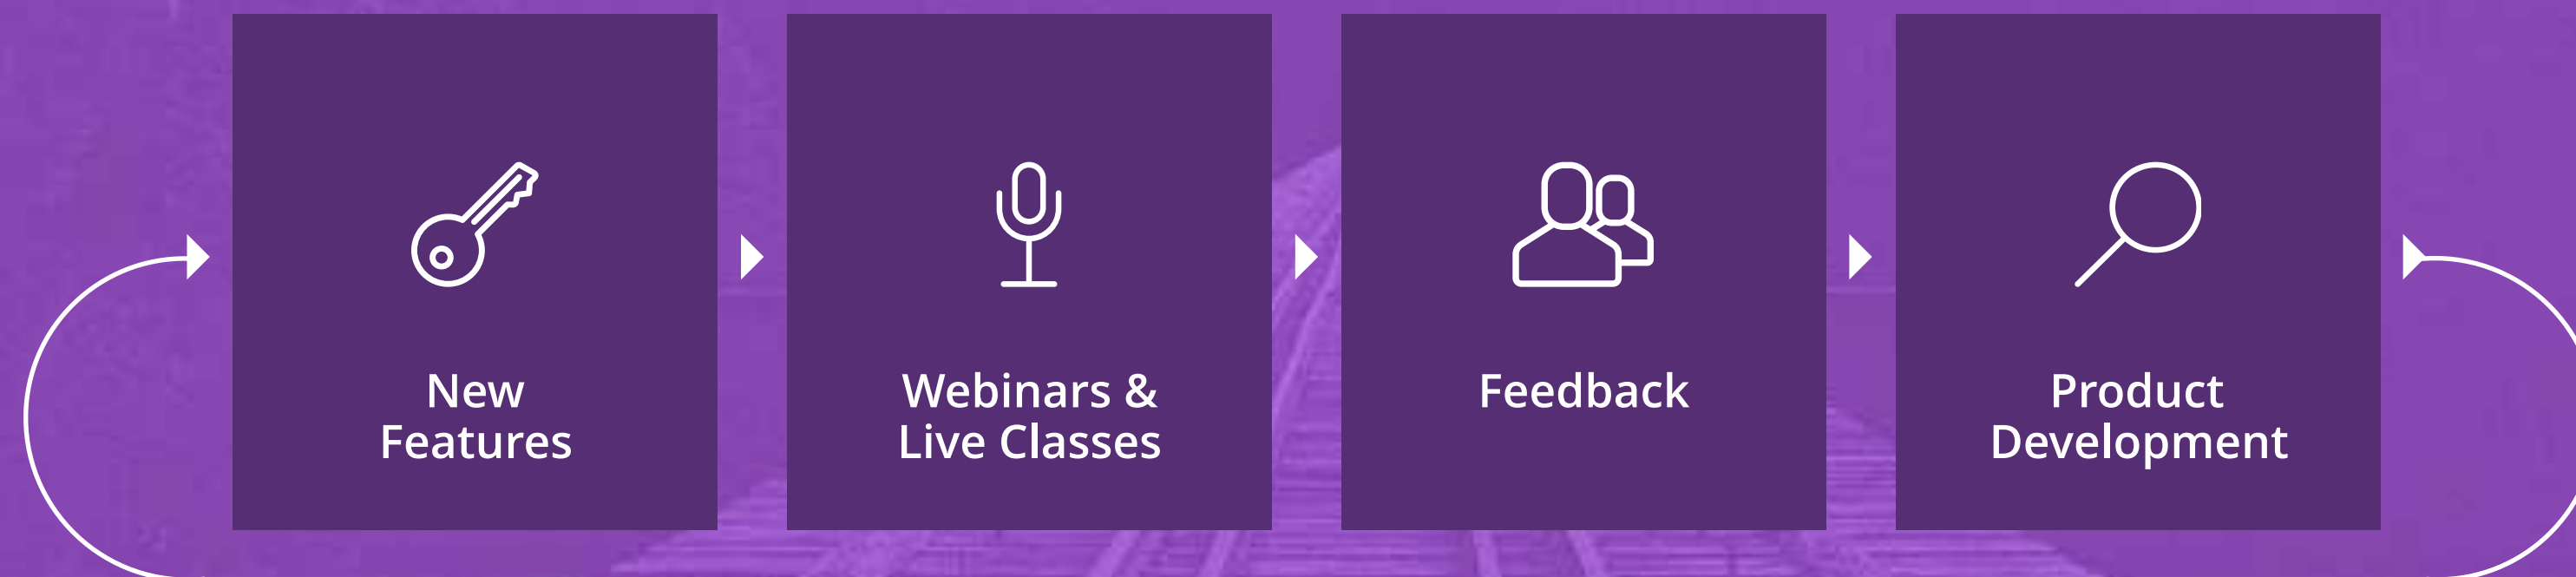 New
Features
Webinars &
Live Classes
Feedback
Product
Development